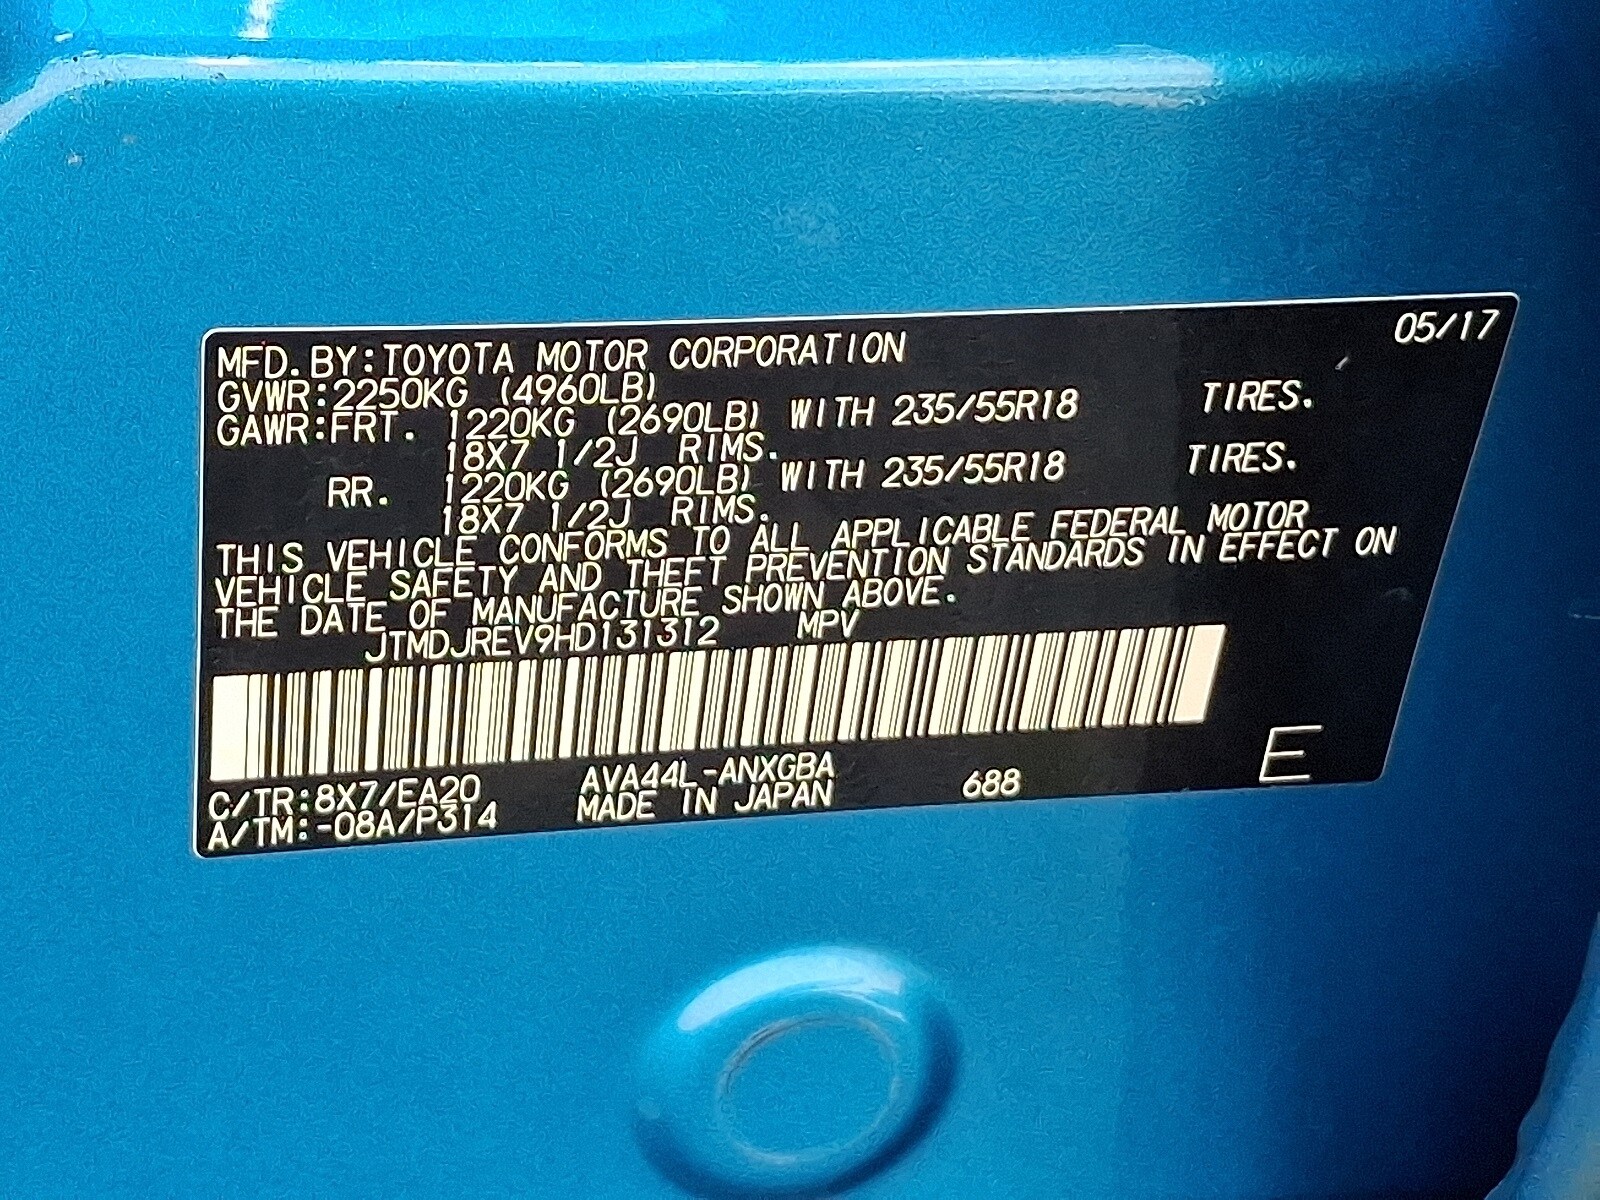 05/17
MFD. BY:TOYOTA MOTOR CORPORATION
GVWR:2250KG (4960LB)
GAWR:FRT. 1220KG (2690LB) WITH 235/55R18 TIRES.
18X7 1/2J RIMS.
RR. 1220KG (2690LB) WITH 235/55R18 TIRES.
18X7 1/2J RIMS.
THIS VEHICLE CONFORMS TO ALL APPLICABLE FEDERAL MOTOR
VEHICLE SAFETY AND THEFT PREVENTION STANDARDS IN EFFECT ON
THE DATE OF MANUFACTURE SHOWN ABOVE.
JTMDJREV9HD131312 MPV
C/TR:8X7/EA20 AVA44L-ANXGBA 688 E
A/TM:-08A/P314 MADE IN JAPAN